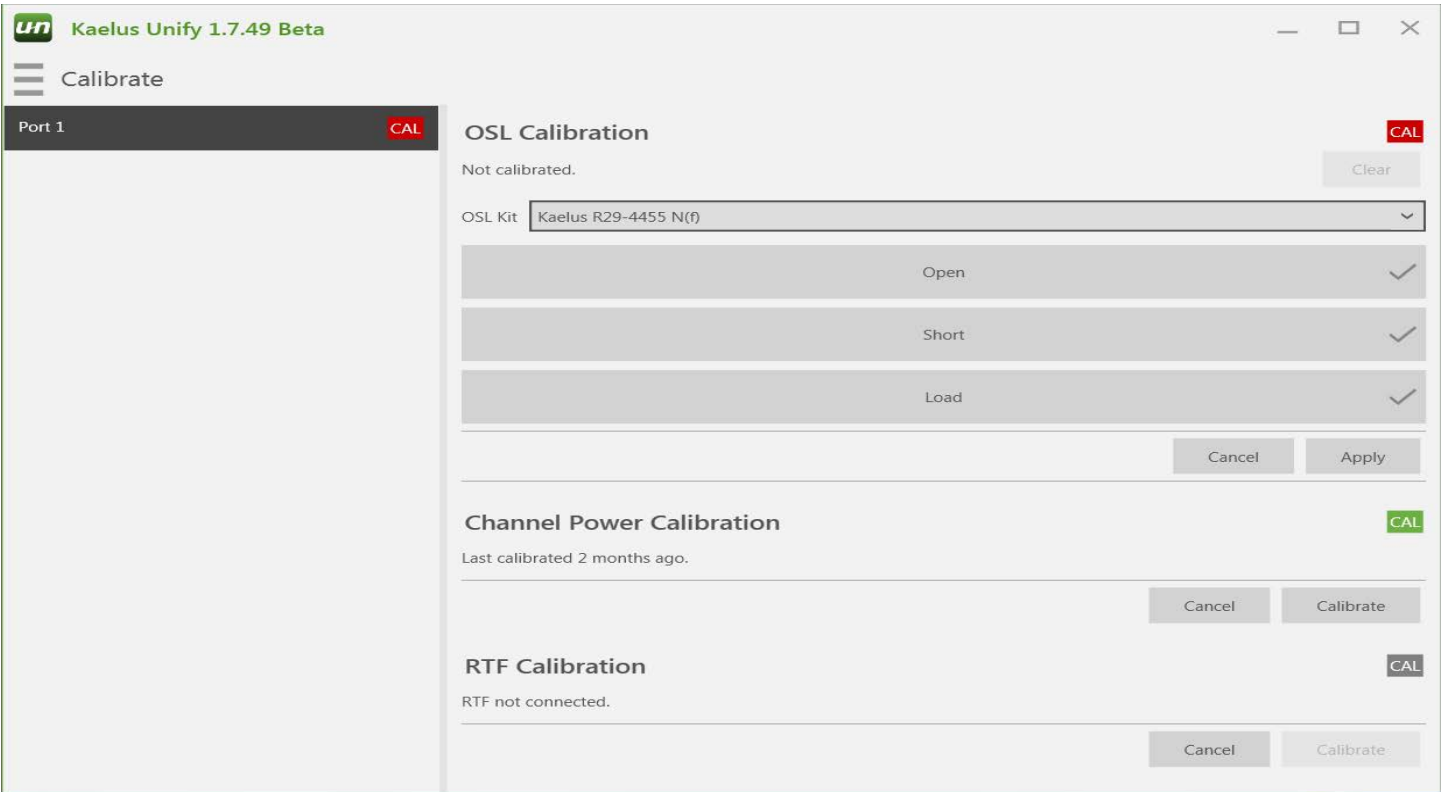 un Kaelus Unify 1.7.49 Beta
Calibrate
Port 1 CAL
OSL Calibration CAL
Not calibrated. Clear
OSL Kit Kaelus R29-4455 N(f)
Open
Short
Load
Cancel Apply
Channel Power Calibration CAL
Last calibrated 2 months ago.
Cancel Calibrate
RTF Calibration CAL
RTF not connected.
Cancel Calibrate